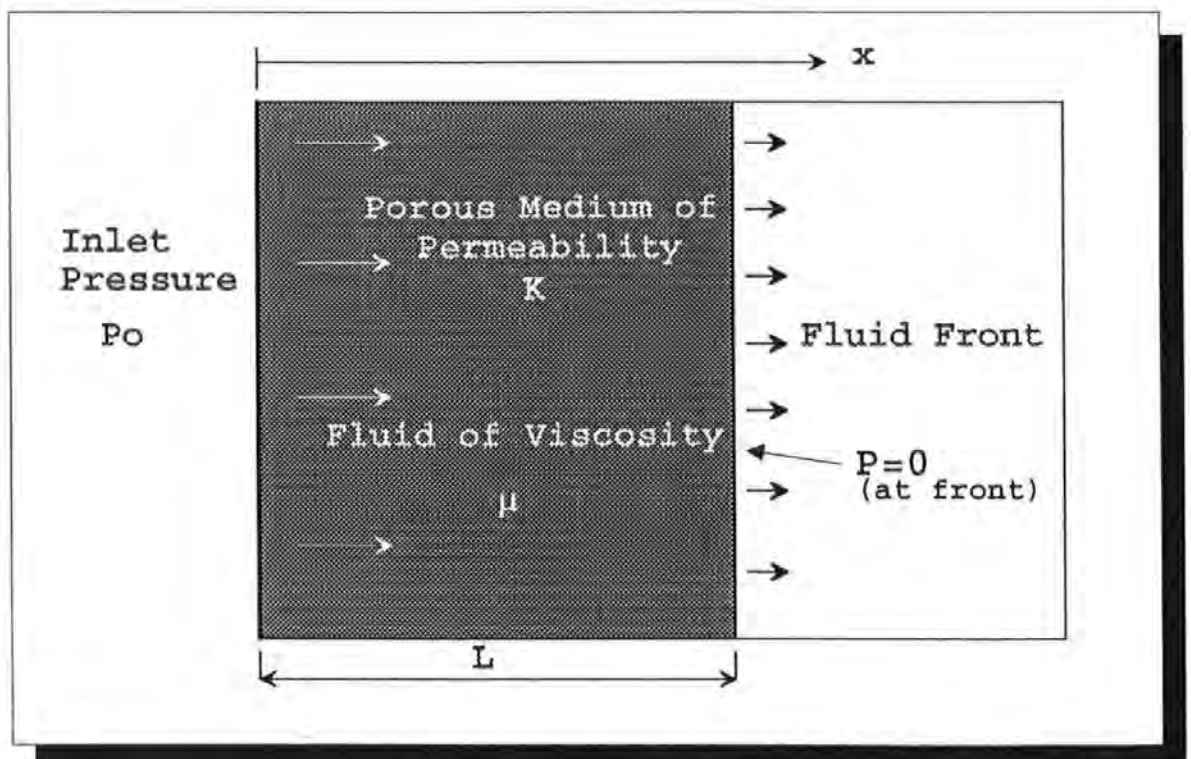 x
Porous Medium of
Permeability
K
Inlet
Pressure
Po
Fluid Front
Fluid of Viscosity
μ
P=0
(at front)
L